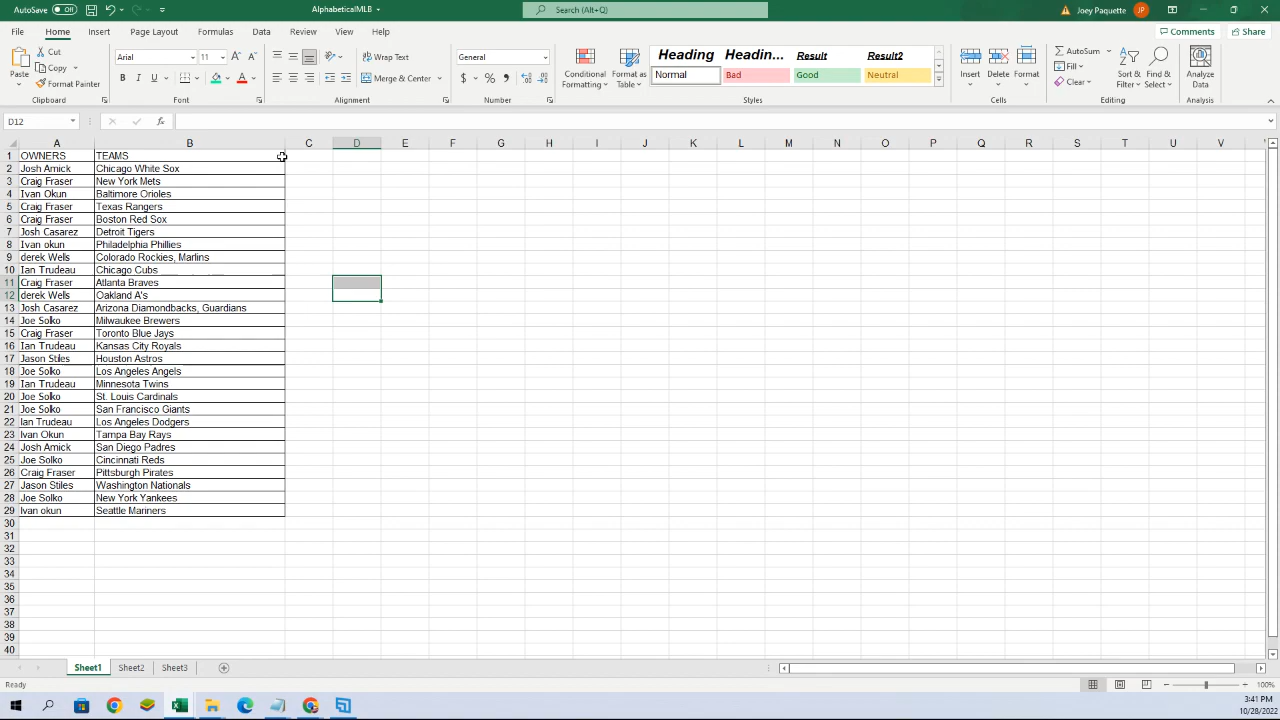 AutoSave Off AlphabeticalMLB Search (Alt+Q) Joey Paquette JP
File Home Insert Page Layout Formulas Data Review View Help Comments Share
Paste Cut Copy Format Painter Clipboard
Arial 11 A A B I U A Font
Wrap Text Merge & Center Alignment
General $ % , Number
Conditional Formatting Format as Table
Heading Headin... Result Result2
Normal Bad Good Neutral Styles
Insert Delete Format Cells
AutoSum Fill Clear Sort & Filter Find & Select Editing
Analyze Data Analysis
D12 fx
A B C D E F G H I J K L M N O P Q R S T U V
1 OWNERS TEAMS
2 Josh Amick Chicago White Sox
3 Craig Fraser New York Mets
4 Ivan Okun Baltimore Orioles
5 Craig Fraser Texas Rangers
6 Craig Fraser Boston Red Sox
7 Josh Casarez Detroit Tigers
8 Ivan okun Philadelphia Phillies
9 derek Wells Colorado Rockies, Marlins
10 Ian Trudeau Chicago Cubs
11 Craig Fraser Atlanta Braves
12 derek Wells Oakland A's
13 Josh Casarez Arizona Diamondbacks, Guardians
14 Joe Solko Milwaukee Brewers
15 Craig Fraser Toronto Blue Jays
16 Ian Trudeau Kansas City Royals
17 Jason Stiles Houston Astros
18 Joe Solko Los Angeles Angels
19 Ian Trudeau Minnesota Twins
20 Joe Solko St. Louis Cardinals
21 Joe Solko San Francisco Giants
22 Ian Trudeau Los Angeles Dodgers
23 Ivan Okun Tampa Bay Rays
24 Josh Amick San Diego Padres
25 Joe Solko Cincinnati Reds
26 Craig Fraser Pittsburgh Pirates
27 Jason Stiles Washington Nationals
28 Joe Solko New York Yankees
29 Ivan okun Seattle Mariners
30
31
32
33
34
35
36
37
38
39
40
Sheet1 Sheet2 Sheet3
Ready 100%
3:41 PM
10/28/2022